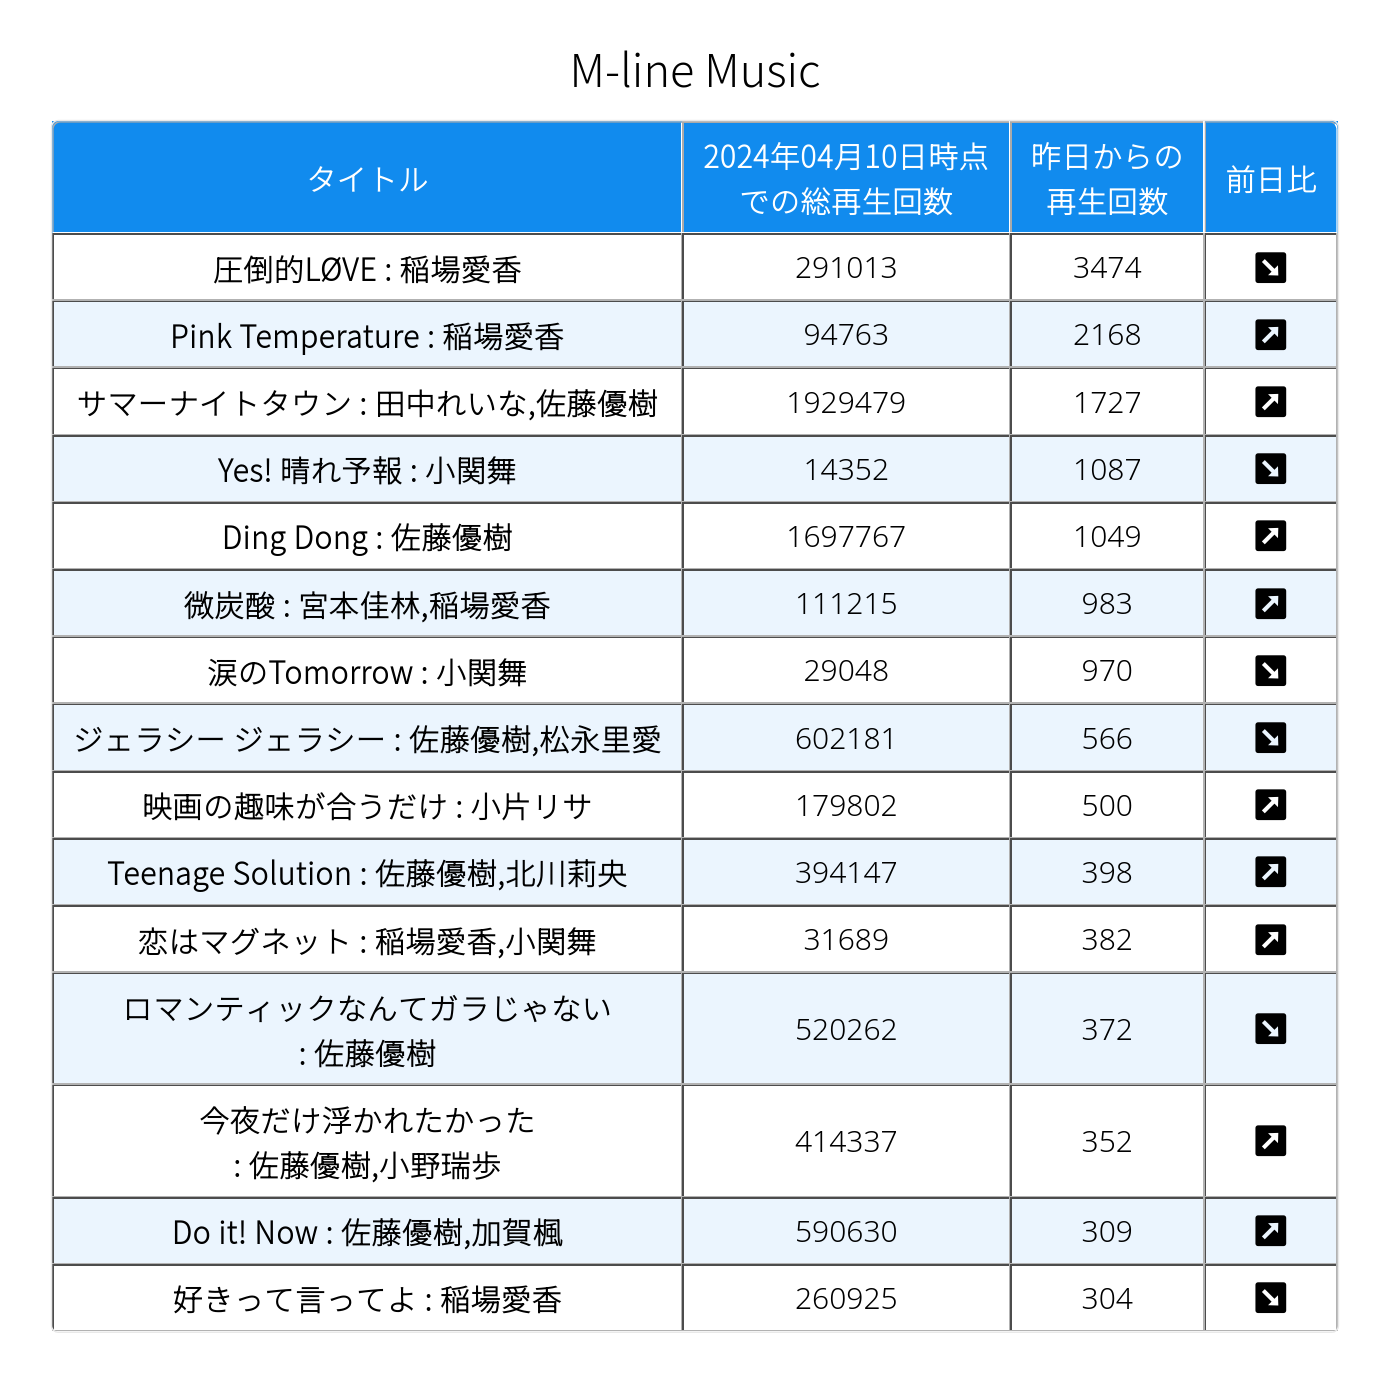 M-line Music
タイトル
2024年04月10日時点
での総再生回数
昨日からの
再生回数
前日比
圧倒的LØVE : 稲場愛香 291013 3474 ↘
Pink Temperature : 稲場愛香 94763 2168 ↗
サマーナイトタウン : 田中れいな,佐藤優樹 1929479 1727 ↗
Yes! 晴れ予報 : 小関舞 14352 1087 ↘
Ding Dong : 佐藤優樹 1697767 1049 ↗
微炭酸 : 宮本佳林,稲場愛香 111215 983 ↗
涙のTomorrow : 小関舞 29048 970 ↘
ジェラシー ジェラシー : 佐藤優樹,松永里愛 602181 566 ↘
映画の趣味が合うだけ : 小片リサ 179802 500 ↗
Teenage Solution : 佐藤優樹,北川莉央 394147 398 ↗
恋はマグネット : 稲場愛香,小関舞 31689 382 ↗
ロマンティックなんてガラじゃない
: 佐藤優樹 520262 372 ↘
今夜だけ浮かれたかった
: 佐藤優樹,小野瑞歩 414337 352 ↗
Do it! Now : 佐藤優樹,加賀楓 590630 309 ↗
好きって言ってよ : 稲場愛香 260925 304 ↘